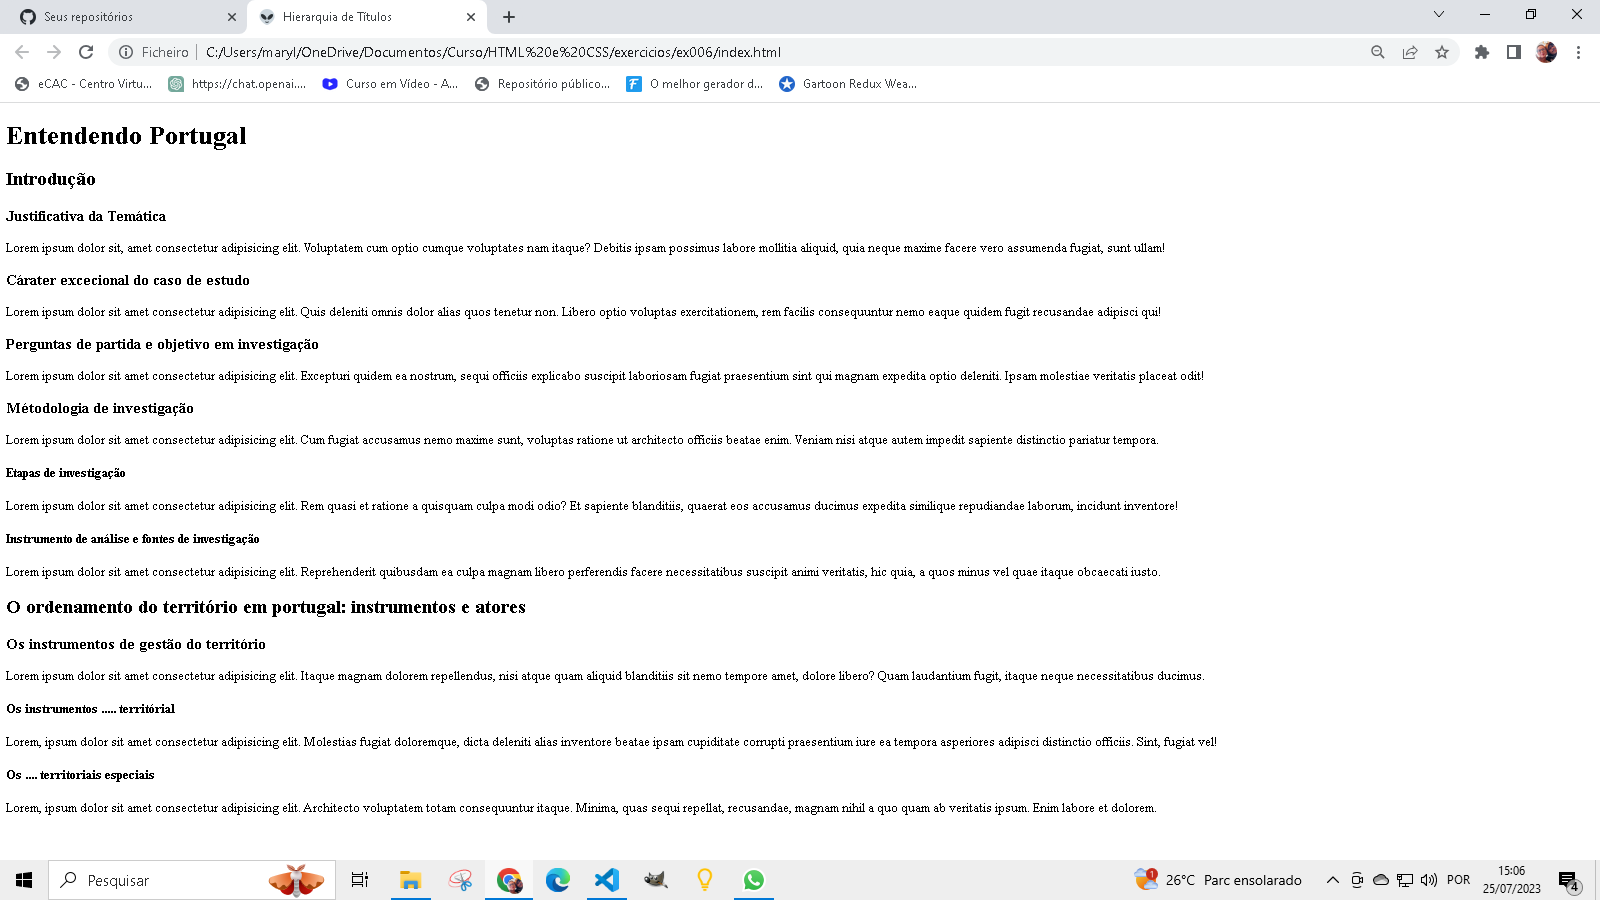 Seus repositórios
Hierarquia de Títulos
Ficheiro
C:/Users/maryl/OneDrive/Documentos/Curso/HTML%20e%20CSS/exercicios/ex006/index.html
eCAC - Centro Virtu...
https://chat.openai....
Curso em Vídeo - A...
Repositório público...
O melhor gerador d...
Gartoon Redux Wea...
Entendendo Portugal
Introdução
Justificativa da Temática
Lorem ipsum dolor sit, amet consectetur adipisicing elit. Voluptatem cum optio cumque voluptates nam itaque? Debitis ipsam possimus labore mollitia aliquid, quia neque maxime facere vero assumenda fugiat, sunt ullam!
Cárater excecional do caso de estudo
Lorem ipsum dolor sit amet consectetur adipisicing elit. Quis deleniti omnis dolor alias quos tenetur non. Libero optio voluptas exercitationem, rem facilis consequuntur nemo eaque quidem fugit recusandae adipisci qui!
Perguntas de partida e objetivo em investigação
Lorem ipsum dolor sit amet consectetur adipisicing elit. Excepturi quidem ea nostrum, sequi officiis explicabo suscipit laboriosam fugiat praesentium sint qui magnam expedita optio deleniti. Ipsam molestiae veritatis placeat odit!
Métodologia de investigação
Lorem ipsum dolor sit amet consectetur adipisicing elit. Cum fugiat accusamus nemo maxime sunt, voluptas ratione ut architecto officiis beatae enim. Veniam nisi atque autem impedit sapiente distinctio pariatur tempora.
Etapas de investigação
Lorem ipsum dolor sit amet consectetur adipisicing elit. Rem quasi et ratione a quisquam culpa modi odio? Et sapiente blanditiis, quaerat eos accusamus ducimus expedita similique repudiandae laborum, incidunt inventore!
Instrumento de análise e fontes de investigação
Lorem ipsum dolor sit amet consectetur adipisicing elit. Reprehenderit quibusdam ea culpa magnam libero perferendis facere necessitatibus suscipit animi veritatis, hic quia, a quos minus vel quae itaque obcaecati iusto.
O ordenamento do território em portugal: instrumentos e atores
Os instrumentos de gestão do território
Lorem ipsum dolor sit amet consectetur adipisicing elit. Itaque magnam dolorem repellendus, nisi atque quam aliquid blanditiis sit nemo tempore amet, dolore libero? Quam laudantium fugit, itaque neque necessitatibus ducimus.
Os instrumentos ..... territórial
Lorem, ipsum dolor sit amet consectetur adipisicing elit. Molestias fugiat doloremque, dicta deleniti alias inventore beatae ipsam cupiditate corrupti praesentium iure ea tempora asperiores adipisci distinctio officiis. Sint, fugiat vel!
Os .... territoriais especiais
Lorem, ipsum dolor sit amet consectetur adipisicing elit. Architecto voluptatem totam consequuntur itaque. Minima, quas sequi repellat, recusandae, magnam nihil a quo quam ab veritatis ipsum. Enim labore et dolorem.
Pesquisar
1
26°C Parc ensolarado
POR
15:06
25/07/2023
4